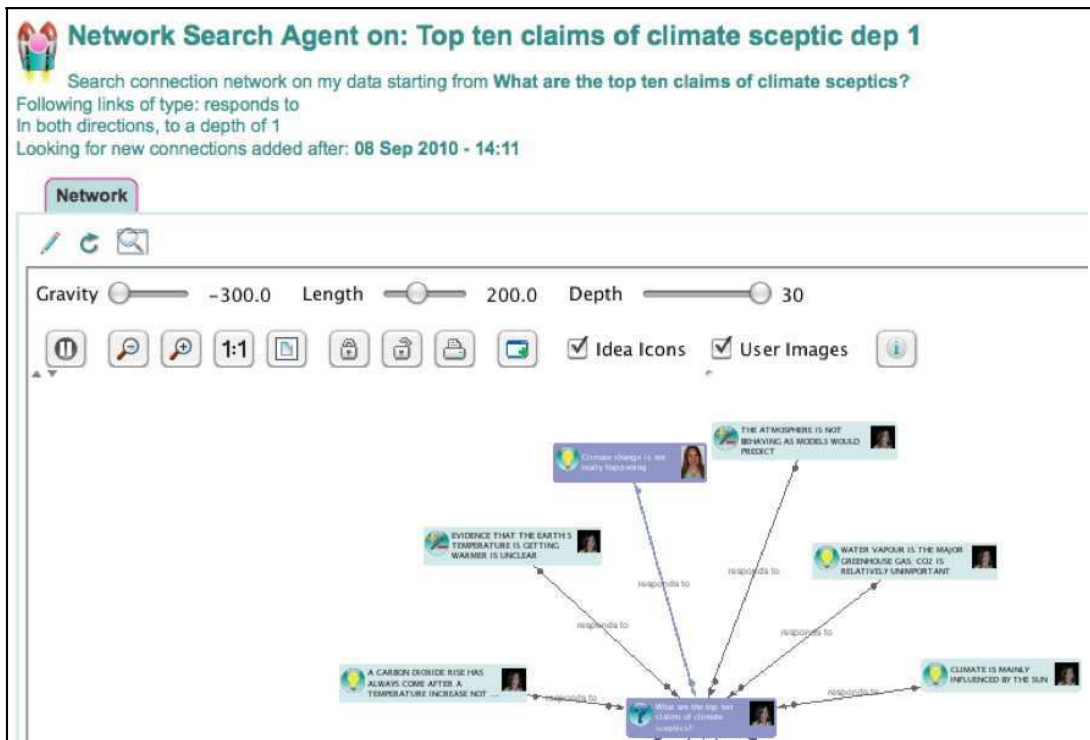 Network Search Agent on: Top ten claims of climate sceptic dep 1
Search connection network on my data starting from What are the top ten claims of climate sceptics?
Following links of type: responds to
In both directions, to a depth of 1
Looking for new connections added after: 08 Sep 2010 - 14:11
Network
Gravity -300.0 Length 200.0 Depth 30
1:1 Idea Icons User Images i
THE ATMOSPHERE IS NOT
BEHAVING AS MODELS WOULD
PREDICT
Climate change is not
really happening
EVIDENCE THAT THE EARTH S
TEMPERATURE IS GETTING
WARMER IS UNCLEAR
WATER VAPOUR IS THE MAJOR
GREENHOUSE GAS; CO2 IS
RELATIVELY UNIMPORTANT
responds to
responds to
responds to
responds to
A CARBON DIOXIDE RISE HAS
ALWAYS COME AFTER A
TEMPERATURE INCREASE NOT ...
CLIMATE IS MAINLY
INFLUENCED BY THE SUN
responds to
responds to
What are the top ten
claims of climate
sceptics?